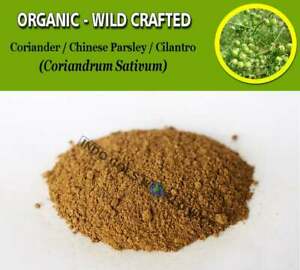 ORGANIC - WILD CRAFTED
Coriander / Chinese Parsley / Cilantro
(Coriandrum Sativum)